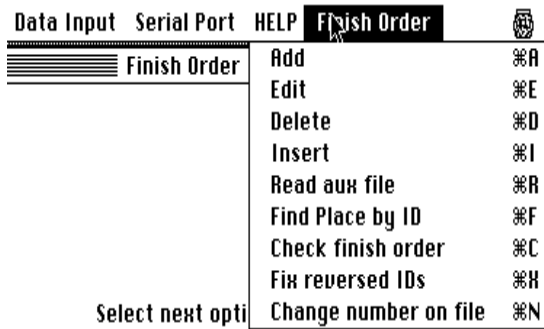 Data Input Serial Port HELP Finish Order
Finish Order
Add ⌘A
Edit ⌘E
Delete ⌘D
Insert ⌘I
Read aux file ⌘R
Find Place by ID ⌘F
Check finish order ⌘C
Fix reversed IDs ⌘X
Change number on file ⌘N
Select next opti